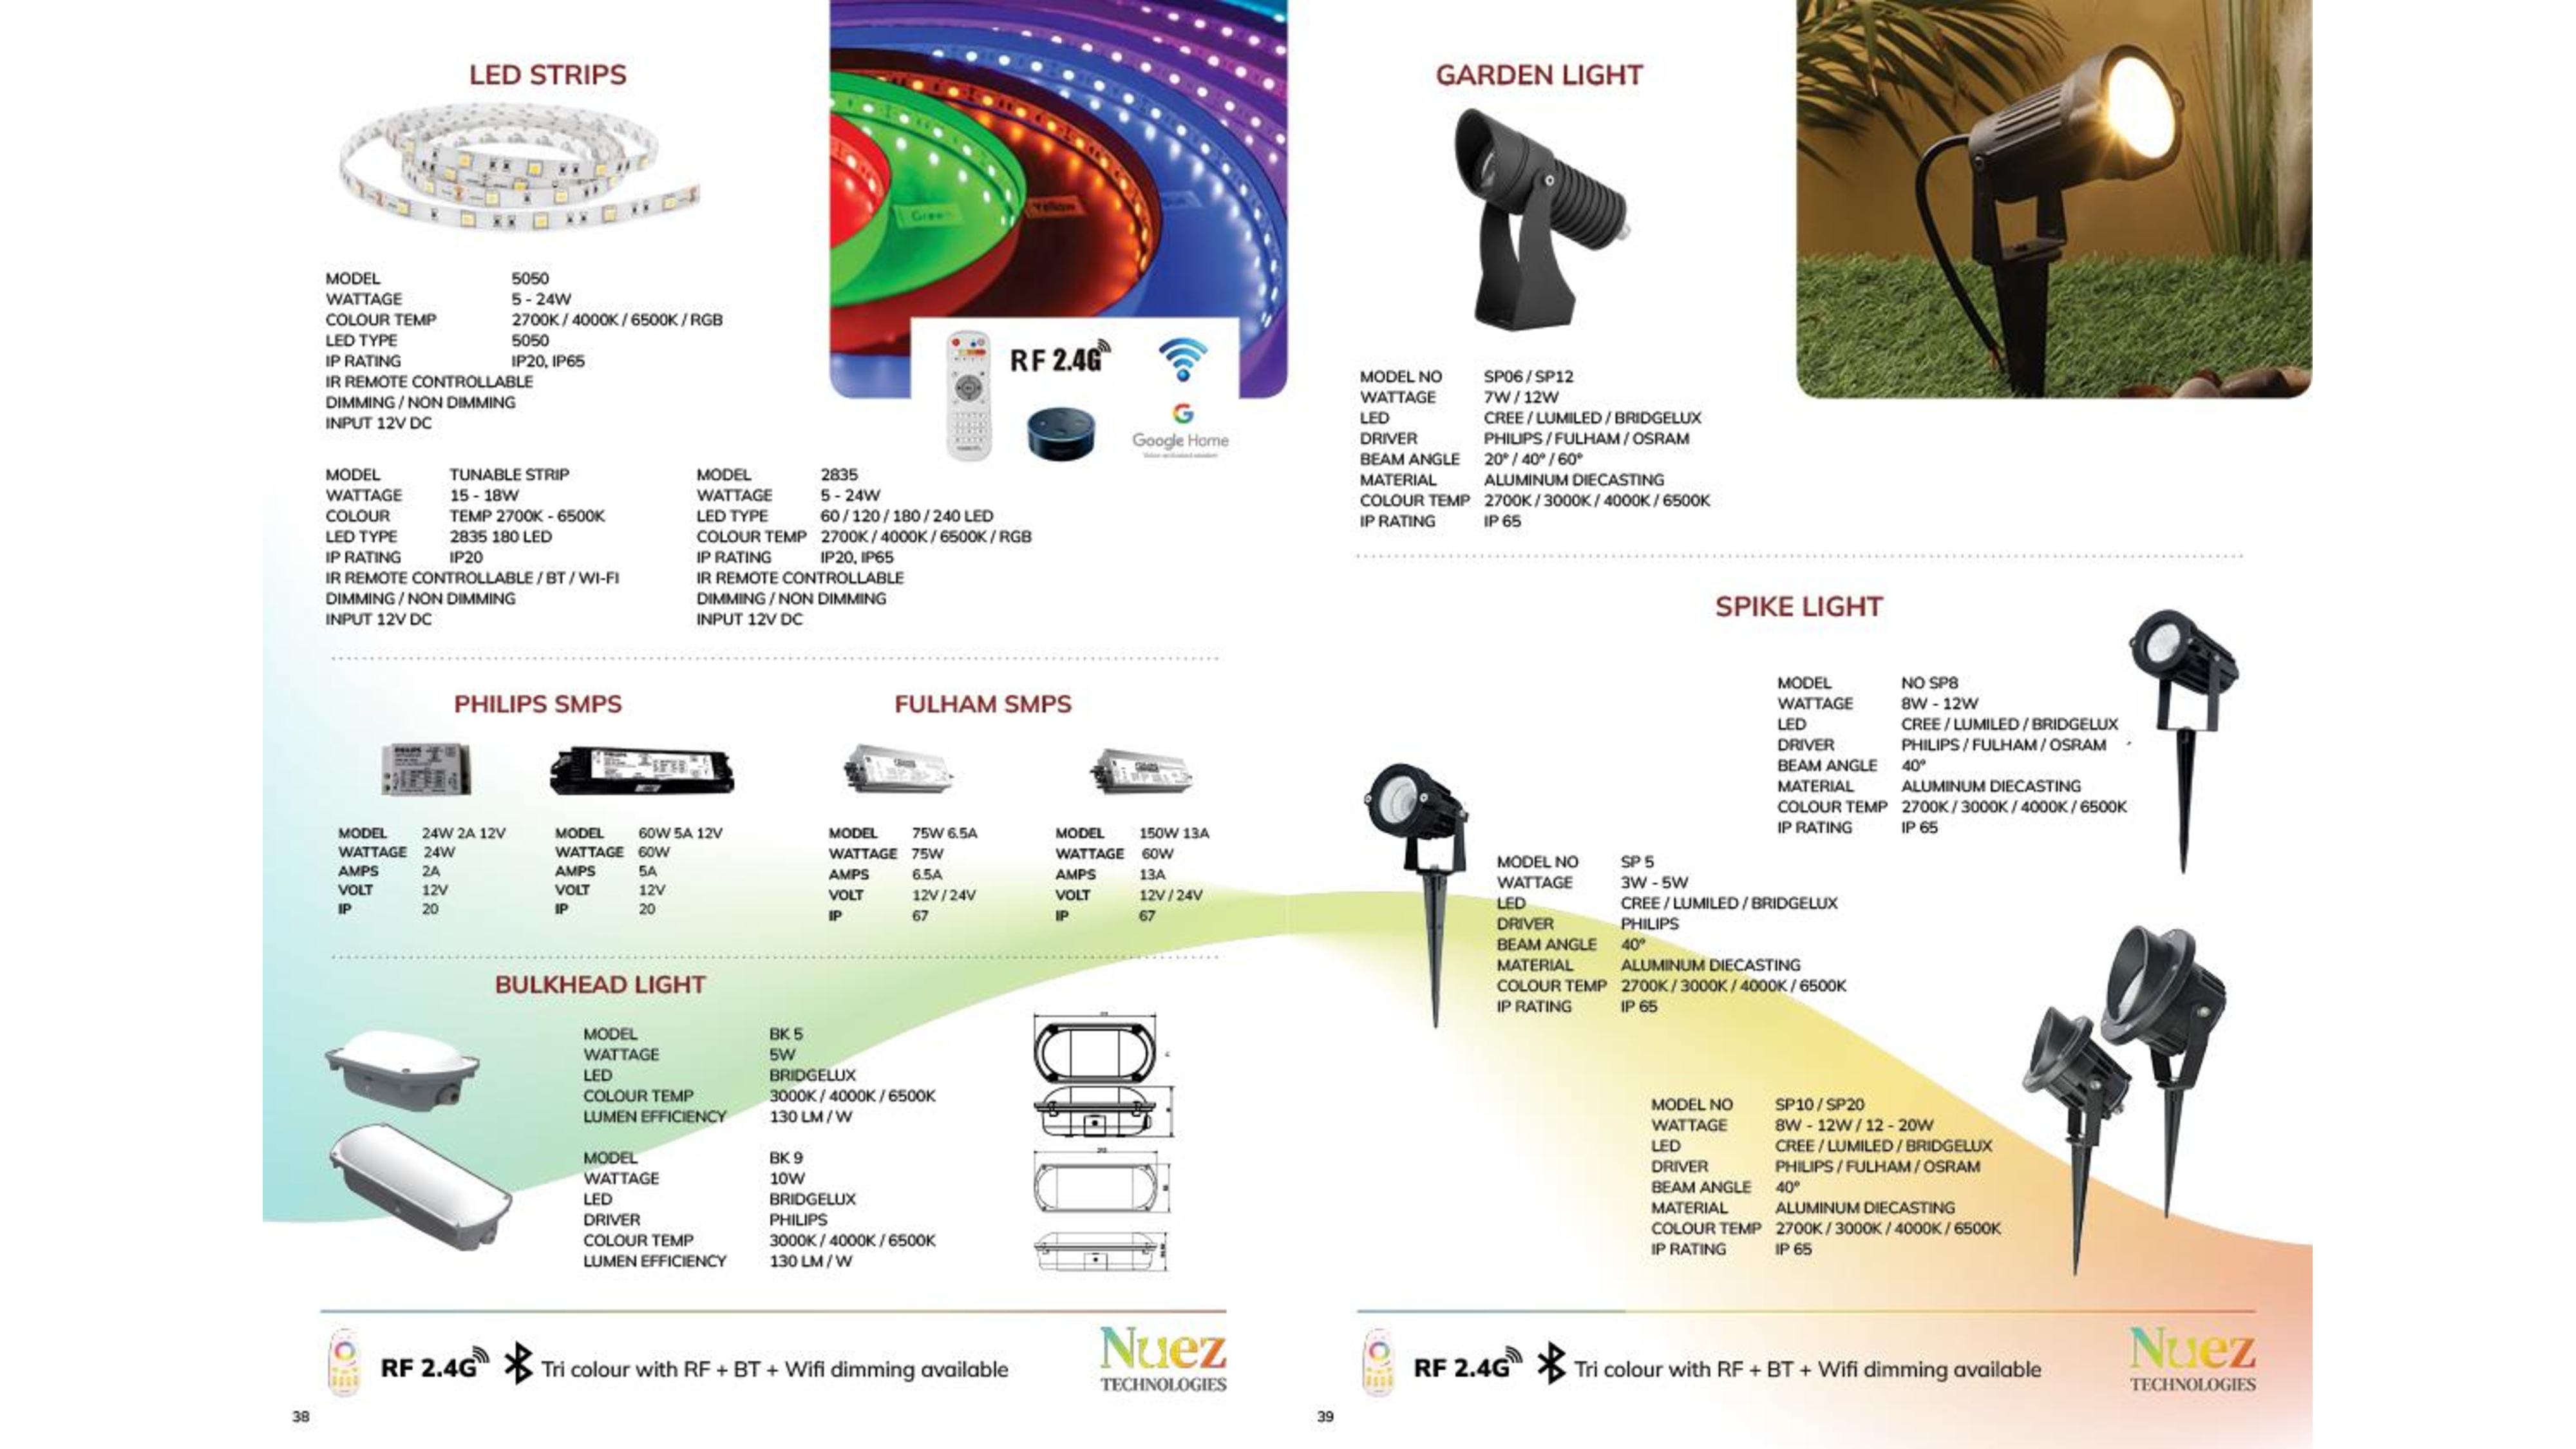 LED STRIPS
Green
Yellow
RF 2.4G
Google Home
MODEL 5050
WATTAGE 5 - 24W
COLOUR TEMP 2700K / 4000K / 6500K / RGB
LED TYPE 5050
IP RATING IP20, IP65
IR REMOTE CONTROLLABLE
DIMMING / NON DIMMING
INPUT 12V DC
MODEL TUNABLE STRIP
WATTAGE 15 - 18W
COLOUR TEMP 2700K - 6500K
LED TYPE 2835 180 LED
IP RATING IP20
IR REMOTE CONTROLLABLE / BT / WI-FI
DIMMING / NON DIMMING
INPUT 12V DC
MODEL 2835
WATTAGE 5 - 24W
LED TYPE 60 / 120 / 180 / 240 LED
COLOUR TEMP 2700K / 4000K / 6500K / RGB
IP RATING IP20, IP65
IR REMOTE CONTROLLABLE
DIMMING / NON DIMMING
INPUT 12V DC
PHILIPS SMPS
MODEL 24W 2A 12V
WATTAGE 24W
AMPS 2A
VOLT 12V
IP 20
MODEL 60W 5A 12V
WATTAGE 60W
AMPS 5A
VOLT 12V
IP 20
FULHAM SMPS
MODEL 75W 6.5A
WATTAGE 75W
AMPS 6.5A
VOLT 12V / 24V
IP 67
MODEL 150W 13A
WATTAGE 60W
AMPS 13A
VOLT 12V / 24V
IP 67
BULKHEAD LIGHT
MODEL BK 5
WATTAGE 5W
LED BRIDGELUX
COLOUR TEMP 3000K / 4000K / 6500K
LUMEN EFFICIENCY 130 LM / W
MODEL BK 9
WATTAGE 10W
LED BRIDGELUX
DRIVER PHILIPS
COLOUR TEMP 3000K / 4000K / 6500K
LUMEN EFFICIENCY 130 LM / W
RF 2.4G Tri colour with RF + BT + Wifi dimming available
Nuez
TECHNOLOGIES
38
GARDEN LIGHT
MODEL NO SP06 / SP12
WATTAGE 7W / 12W
LED CREE / LUMILED / BRIDGELUX
DRIVER PHILIPS / FULHAM / OSRAM
BEAM ANGLE 20° / 40° / 60°
MATERIAL ALUMINUM DIECASTING
COLOUR TEMP 2700K / 3000K / 4000K / 6500K
IP RATING IP 65
SPIKE LIGHT
MODEL NO SP8
WATTAGE 8W - 12W
LED CREE / LUMILED / BRIDGELUX
DRIVER PHILIPS / FULHAM / OSRAM
BEAM ANGLE 40°
MATERIAL ALUMINUM DIECASTING
COLOUR TEMP 2700K / 3000K / 4000K / 6500K
IP RATING IP 65
MODEL NO SP 5
WATTAGE 3W - 5W
LED CREE / LUMILED / BRIDGELUX
DRIVER PHILIPS
BEAM ANGLE 40°
MATERIAL ALUMINUM DIECASTING
COLOUR TEMP 2700K / 3000K / 4000K / 6500K
IP RATING IP 65
MODEL NO SP10 / SP20
WATTAGE 8W - 12W / 12 - 20W
LED CREE / LUMILED / BRIDGELUX
DRIVER PHILIPS / FULHAM / OSRAM
BEAM ANGLE 40°
MATERIAL ALUMINUM DIECASTING
COLOUR TEMP 2700K / 3000K / 4000K / 6500K
IP RATING IP 65
RF 2.4G Tri colour with RF + BT + Wifi dimming available
Nuez
TECHNOLOGIES
39